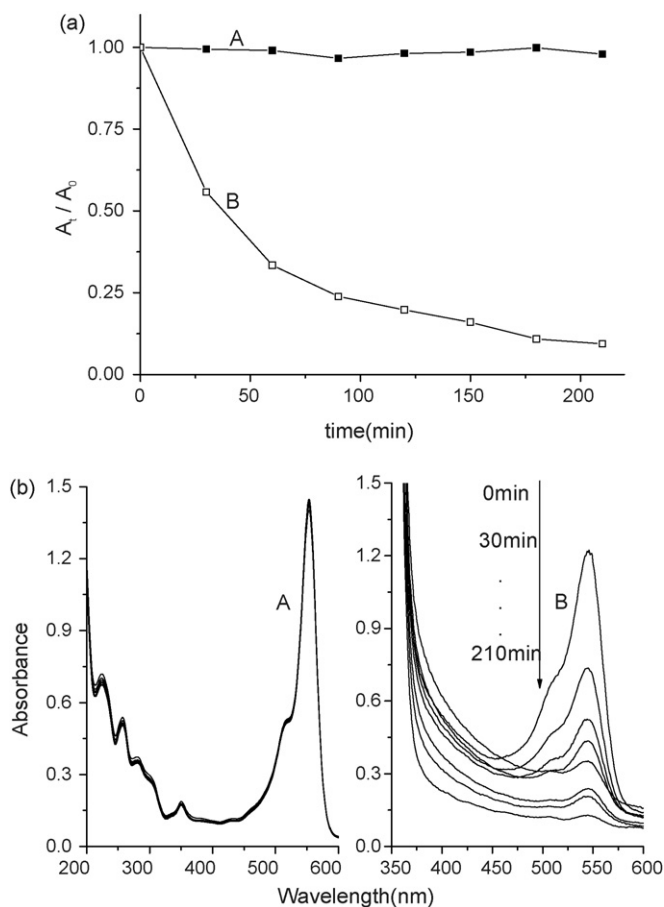 (a)
A
1.00
0.75
0.50
0.25
0.00
B
A_t / A_0
0 50 100 150 200
time(min)
(b)
1.5
1.2
0.9
0.6
0.3
0.0
Absorbance
A
200 300 400 500 600
1.5
1.2
0.9
0.6
0.3
0.0
0min
30min
B
.
.
.
210min
350 400 450 500 550 600
Wavelength(nm)